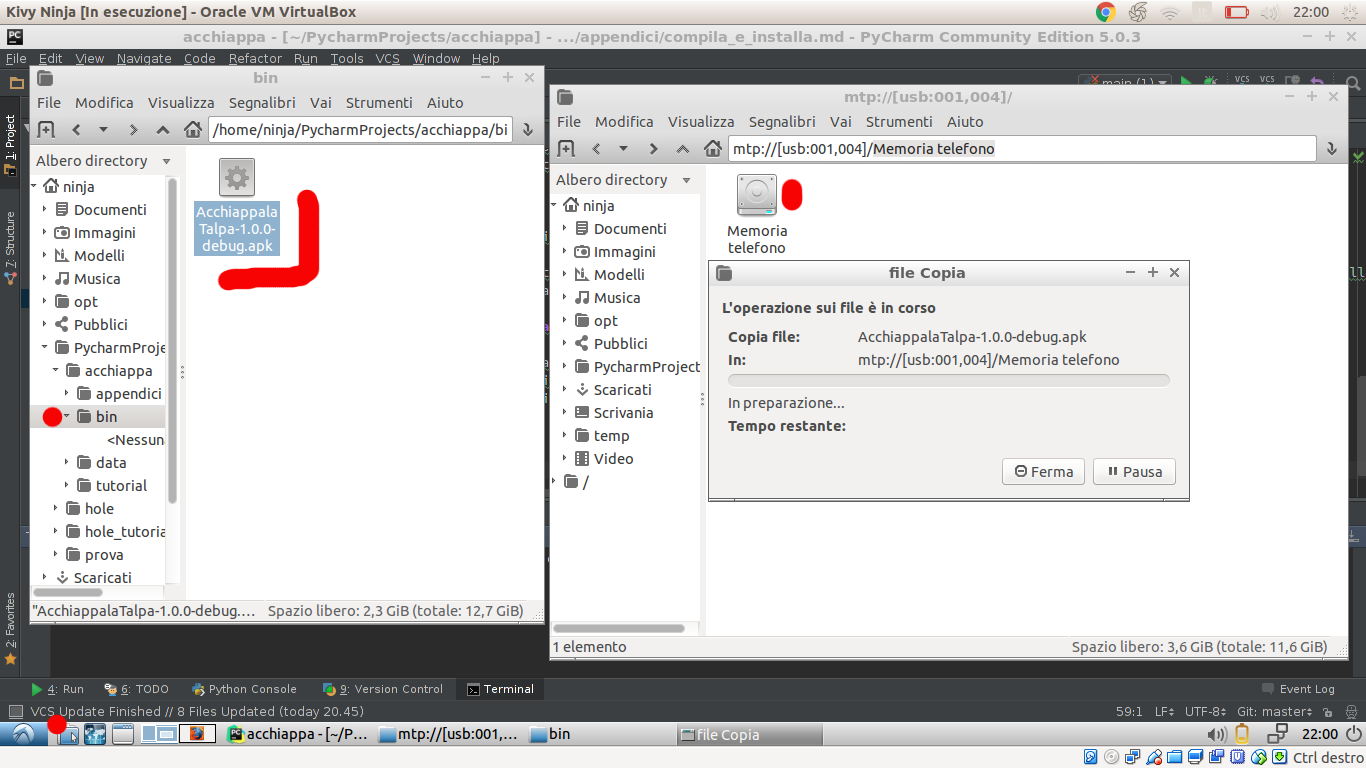 Kivy Ninja [In esecuzione] - Oracle VM VirtualBox
22:00
acchiappa - [~/PycharmProjects/acchiappa] - .../appendici/compila_e_installa.md - PyCharm Community Edition 5.0.3
File Edit View Navigate Code Refactor Run Tools VCS Window Help
main (1)
VCS VCS
1: Project
7: Structure
2: Favorites
bin
File Modifica Visualizza Segnalibri Vai Strumenti Aiuto
/home/ninja/PycharmProjects/acchiappa/bi
Albero directory
ninja
Documenti
Immagini
Modelli
Musica
opt
Pubblici
PycharmProje
acchiappa
appendici
bin
<Nessun
data
tutorial
hole
hole_tutoria
prova
Scaricati
Acchiappala
Talpa-1.0.0-
debug.apk
"AcchiappalaTalpa-1.0.0-debug.... Spazio libero: 2,3 GiB (totale: 12,7 GiB)
mtp://[usb:001,004]/
File Modifica Visualizza Segnalibri Vai Strumenti Aiuto
mtp://[usb:001,004]/Memoria telefono
Albero directory
ninja
Documenti
Immagini
Modelli
Musica
opt
Pubblici
PycharmProject
Scaricati
Scrivania
temp
Video
/
Memoria
telefono
1 elemento
Spazio libero: 3,6 GiB (totale: 11,6 GiB)
file Copia
L'operazione sui file è in corso
Copia file: AcchiappalaTalpa-1.0.0-debug.apk
In: mtp://[usb:001,004]/Memoria telefono
In preparazione...
Tempo restante:
Ferma Pausa
ll
4: Run 6: TODO Python Console 9: Version Control Terminal Event Log
VCS Update Finished // 8 Files Updated (today 20.45)
59:1 LF÷ UTF-8÷ Git: master÷
acchiappa - [~/P... mtp://[usb:001,... bin file Copia 22:00
Ctrl destro